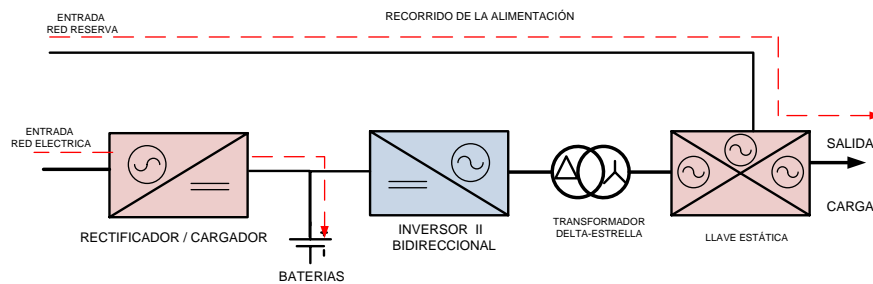 ENTRADA
RED RESERVA
RECORRIDO DE LA ALIMENTACIÓN
ENTRADA
RED ELECTRICA
SALIDA
CARGA
RECTIFICADOR / CARGADOR
BATERIAS
INVERSOR II
BIDIRECCIONAL
TRANSFORMADOR
DELTA-ESTRELLA
LLAVE ESTÁTICA